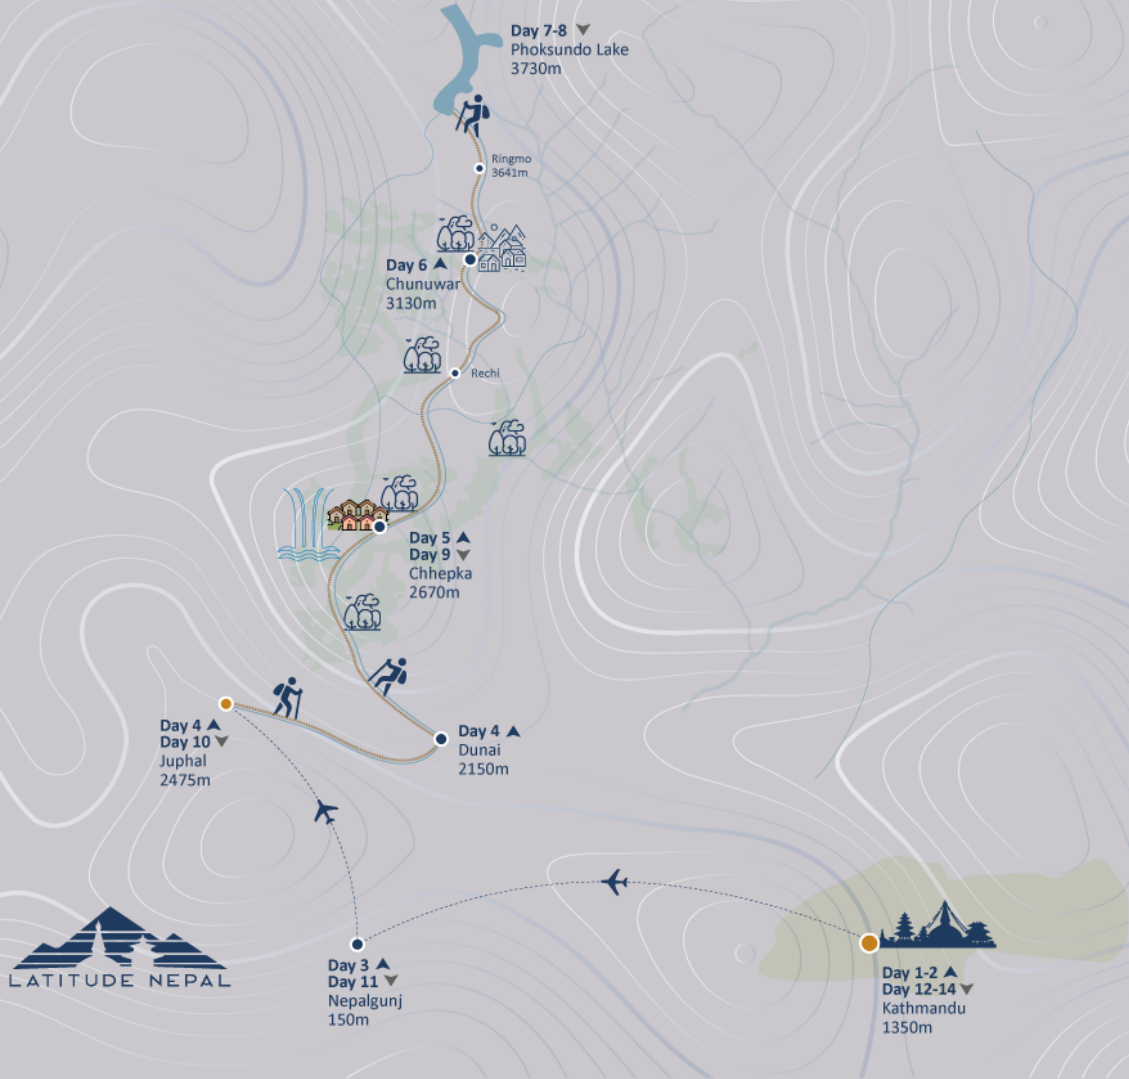 Day 7-8
Phoksundo Lake
3730m
Ringmo
3641m
Day 6
Chunuwar
3130m
Rechi
Day 5
Day 9
Chhepka
2670m
Day 4
Day 10
Juphal
2475m
Day 4
Dunai
2150m
LATITUDE NEPAL
Day 3
Day 11
Nepalgunj
150m
Day 1-2
Day 12-14
Kathmandu
1350m